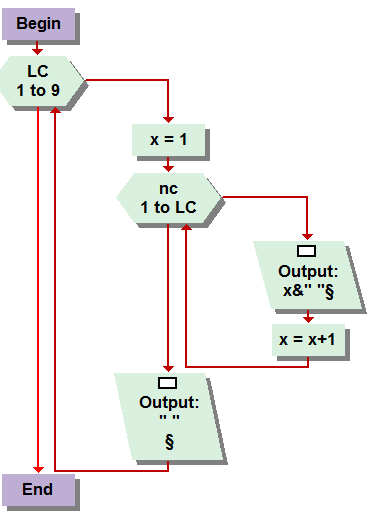 Begin
LC
1 to 9
x = 1
nc
1 to LC
Output:
x&" "§
x = x+1
Output:
" "
§
End